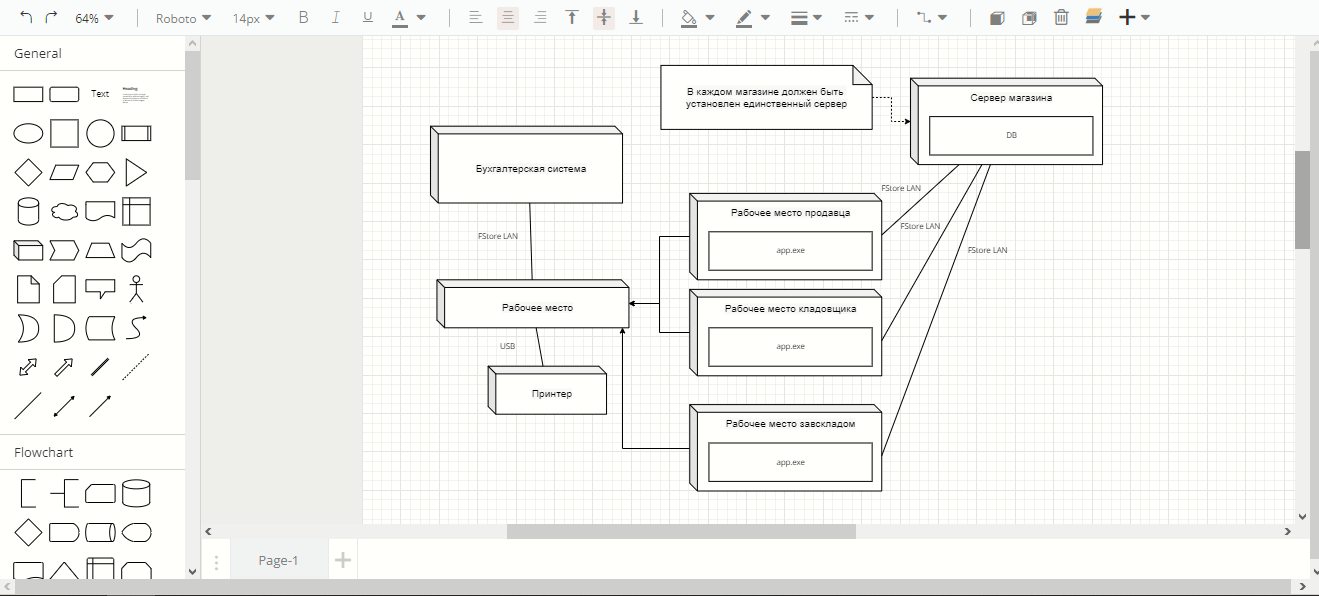 64%
Roboto
14px
B
I
U
A
General
Text
Heading
В каждом магазине должен быть
установлен единственный сервер
Сервер магазина
DB
Бухгалтерская система
FStore LAN
Рабочее место продавца
FStore LAN
FStore LAN
app.exe
FStore LAN
Рабочее место
Рабочее место кладовщика
USB
app.exe
Принтер
Рабочее место завскладом
Flowchart
app.exe
Page-1